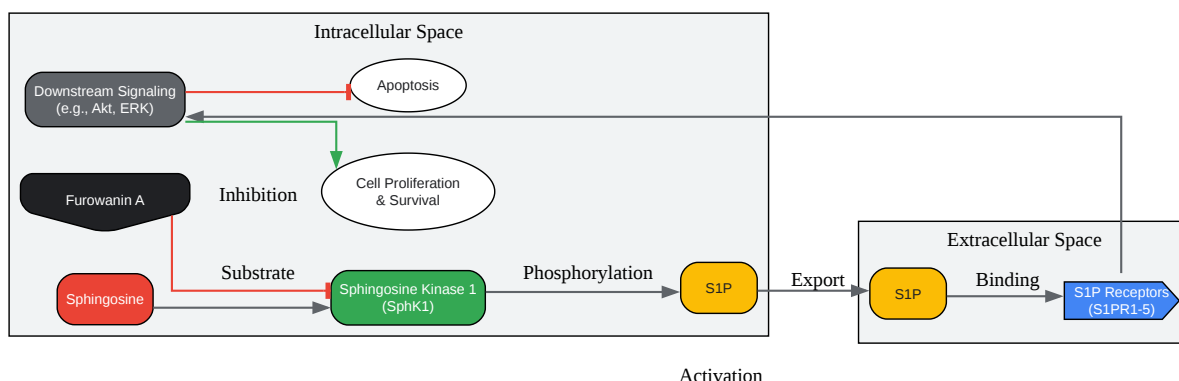 Intracellular Space
Downstream Signaling
(e.g., Akt, ERK)
Apoptosis
Furowanin A
Inhibition
Cell Proliferation
& Survival
Extracellular Space
Sphingosine
Substrate
Sphingosine Kinase 1
(SphK1)
Phosphorylation
S1P
Export
S1P
Binding
S1P Receptors
(S1PR1-5)
Activation